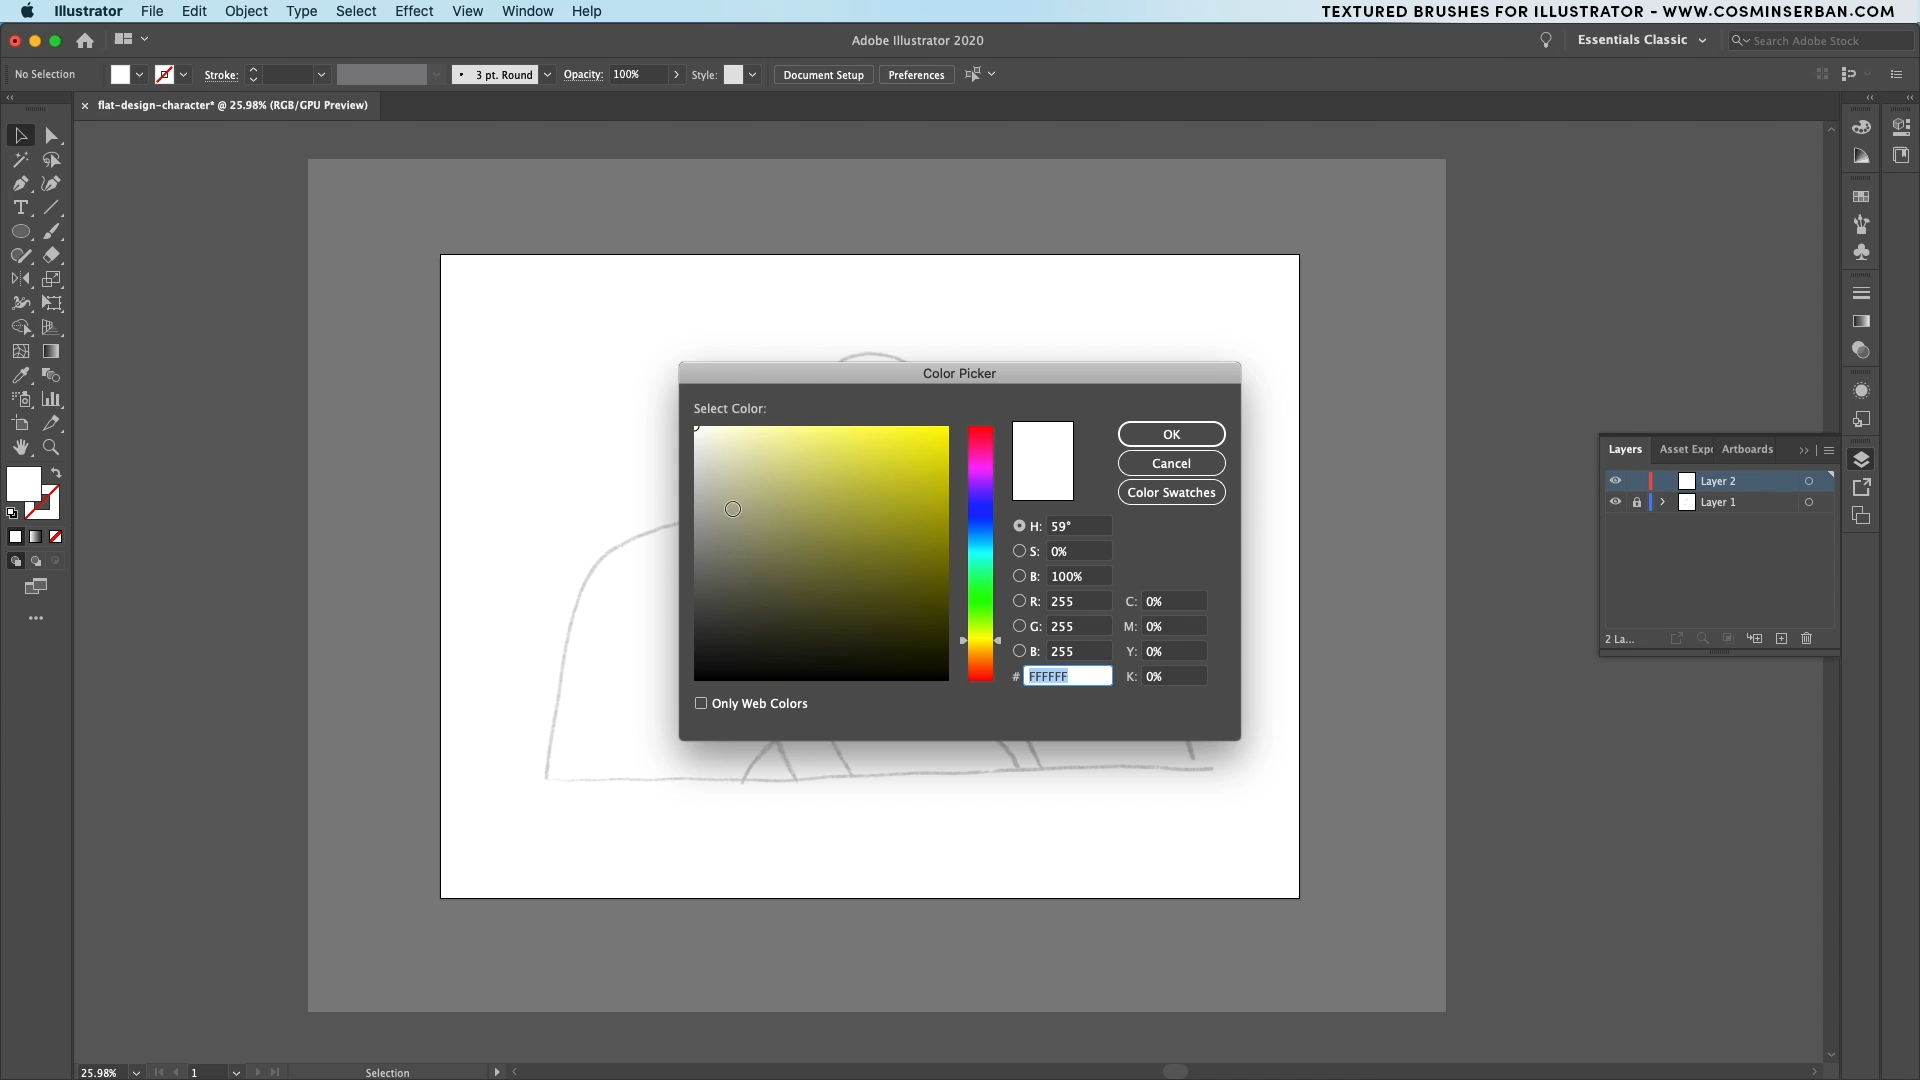 Illustrator File Edit Object Type Select Effect View Window Help
TEXTURED BRUSHES FOR ILLUSTRATOR - WWW.COSMINSERBAN.COM
Adobe Illustrator 2020
Essentials Classic
Search Adobe Stock
No Selection
Stroke:
3 pt. Round
Opacity: 100%
Style:
Document Setup
Preferences
flat-design-character* @ 25.98% (RGB/GPU Preview)
Color Picker
Select Color:
OK
Cancel
Color Swatches
H: 59°
S: 0%
B: 100%
R: 255
C: 0%
G: 255
M: 0%
B: 255
Y: 0%
# FFFFFF
K: 0%
Only Web Colors
Layers Asset Expo Artboards
Layer 2
Layer 1
2 La...
25.98%
1
Selection